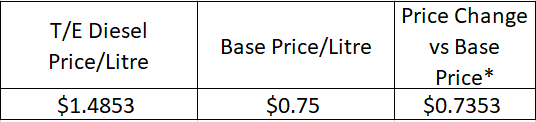 T/E Diesel
Price/Litre
Base Price/Litre
Price Change
vs Base
Price*
$1.4853
$0.75
$0.7353